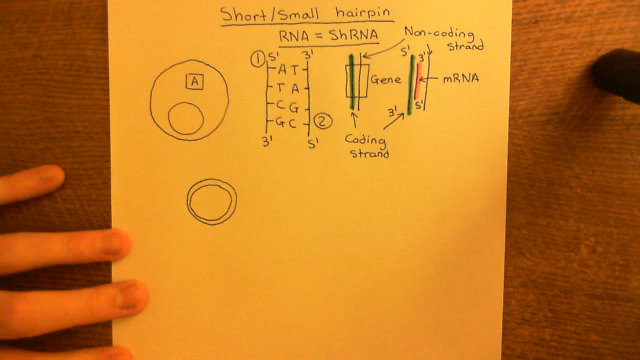 Short/Small hairpin
RNA = ShRNA
Non-coding
strand
① 5' 3'
A T
T A
C G
G C ②
3' 5'
A
Gene
5' 3'
mRNA
3' 5'
Coding
strand